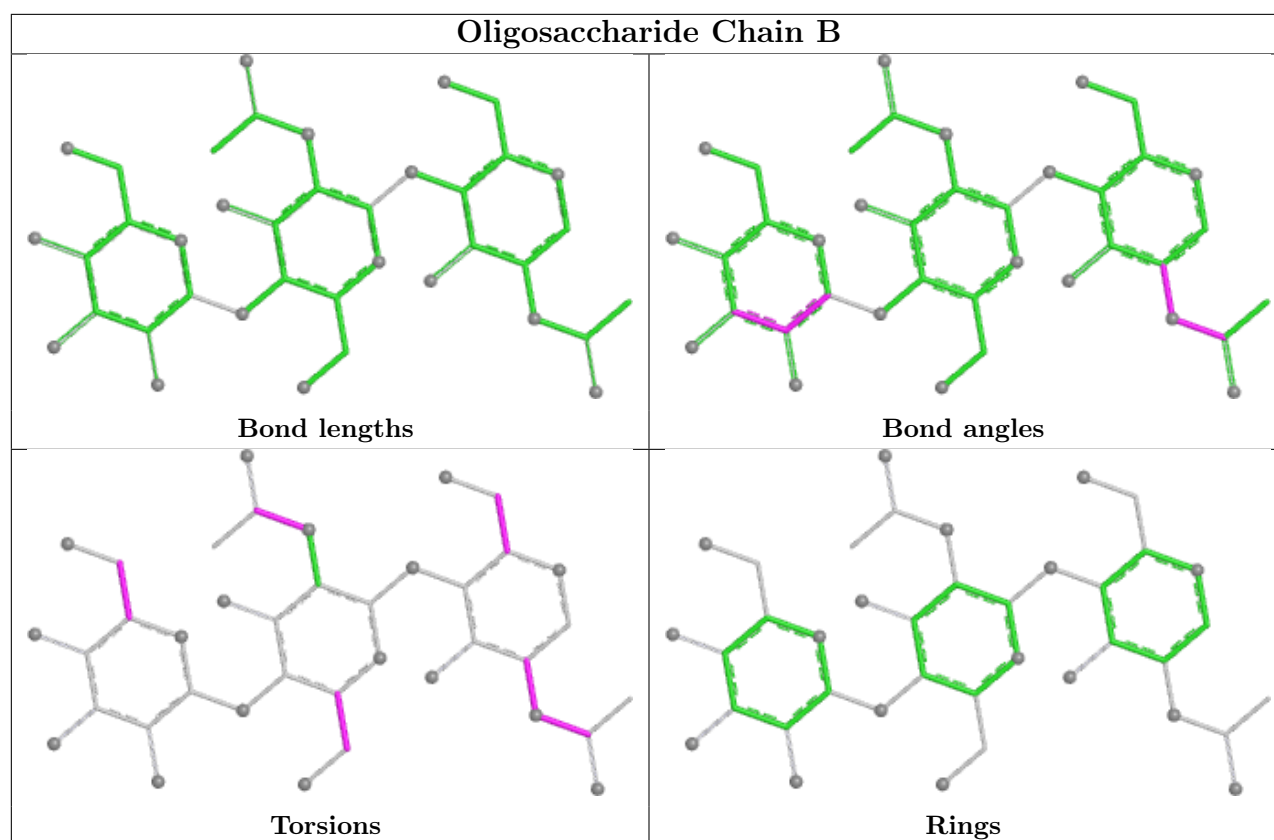 Oligosaccharide Chain B
Bond lengths
Bond angles
Torsions
Rings